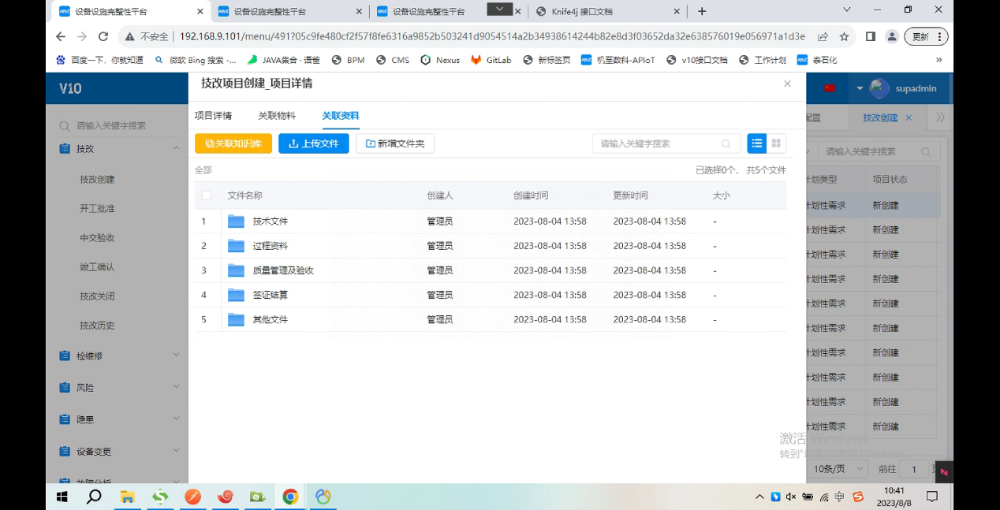 设备设施完整性平台
设备设施完整性平台
设备设施完整性平台
Knife4j 接口文档
不安全
192.168.9.101/menu/491?05c9fe480cf2f57f8fe6316a9852b503241d9054514a2b34938614244b82e8d3f03652da32e638576019e056971a1d3e
更新
百度一下，你就知道
微软 Bing 搜索 -...
JAVA集合 · 语雀
BPM
CMS
Nexus
GitLab
新标签页
机至数科-APIoT
v10接口文档
工作计划
泰石化
»
V10
技改项目创建_项目详情
supadmin
请输入关键字搜索
项目详情
关联物料
关联资料
配置
技改创建
技改
关联知识库
上传文件
新增文件夹
请输入关键字搜索
请输入关键字搜索
全部
已选择0个， 共5个文件
技改创建
开工批准
中交验收
竣工确认
技改关闭
技改历史
检维修
风险
隐患
设备变更
故障分析
文件名称 创建人 创建时间 更新时间 大小
1 技术文件 管理员 2023-08-04 13:58 2023-08-04 13:58 -
2 过程资料 管理员 2023-08-04 13:58 2023-08-04 13:58 -
3 质量管理及验收 管理员 2023-08-04 13:58 2023-08-04 13:58 -
4 签证结算 管理员 2023-08-04 13:58 2023-08-04 13:58 -
5 其他文件 管理员 2023-08-04 13:58 2023-08-04 13:58 -
计划类型 项目状态
计划性需求 新创建
计划性需求 新创建
计划性需求 新创建
计划性需求 新创建
计划性需求 新创建
计划性需求 新创建
计划性需求 新创建
计划性需求 新创建
计划性需求 新创建
计划性需求 新创建
激活 Windows
转到"设置"以激活 Windows。
10条/页
前往 1 页
中
10:41
2023/8/8